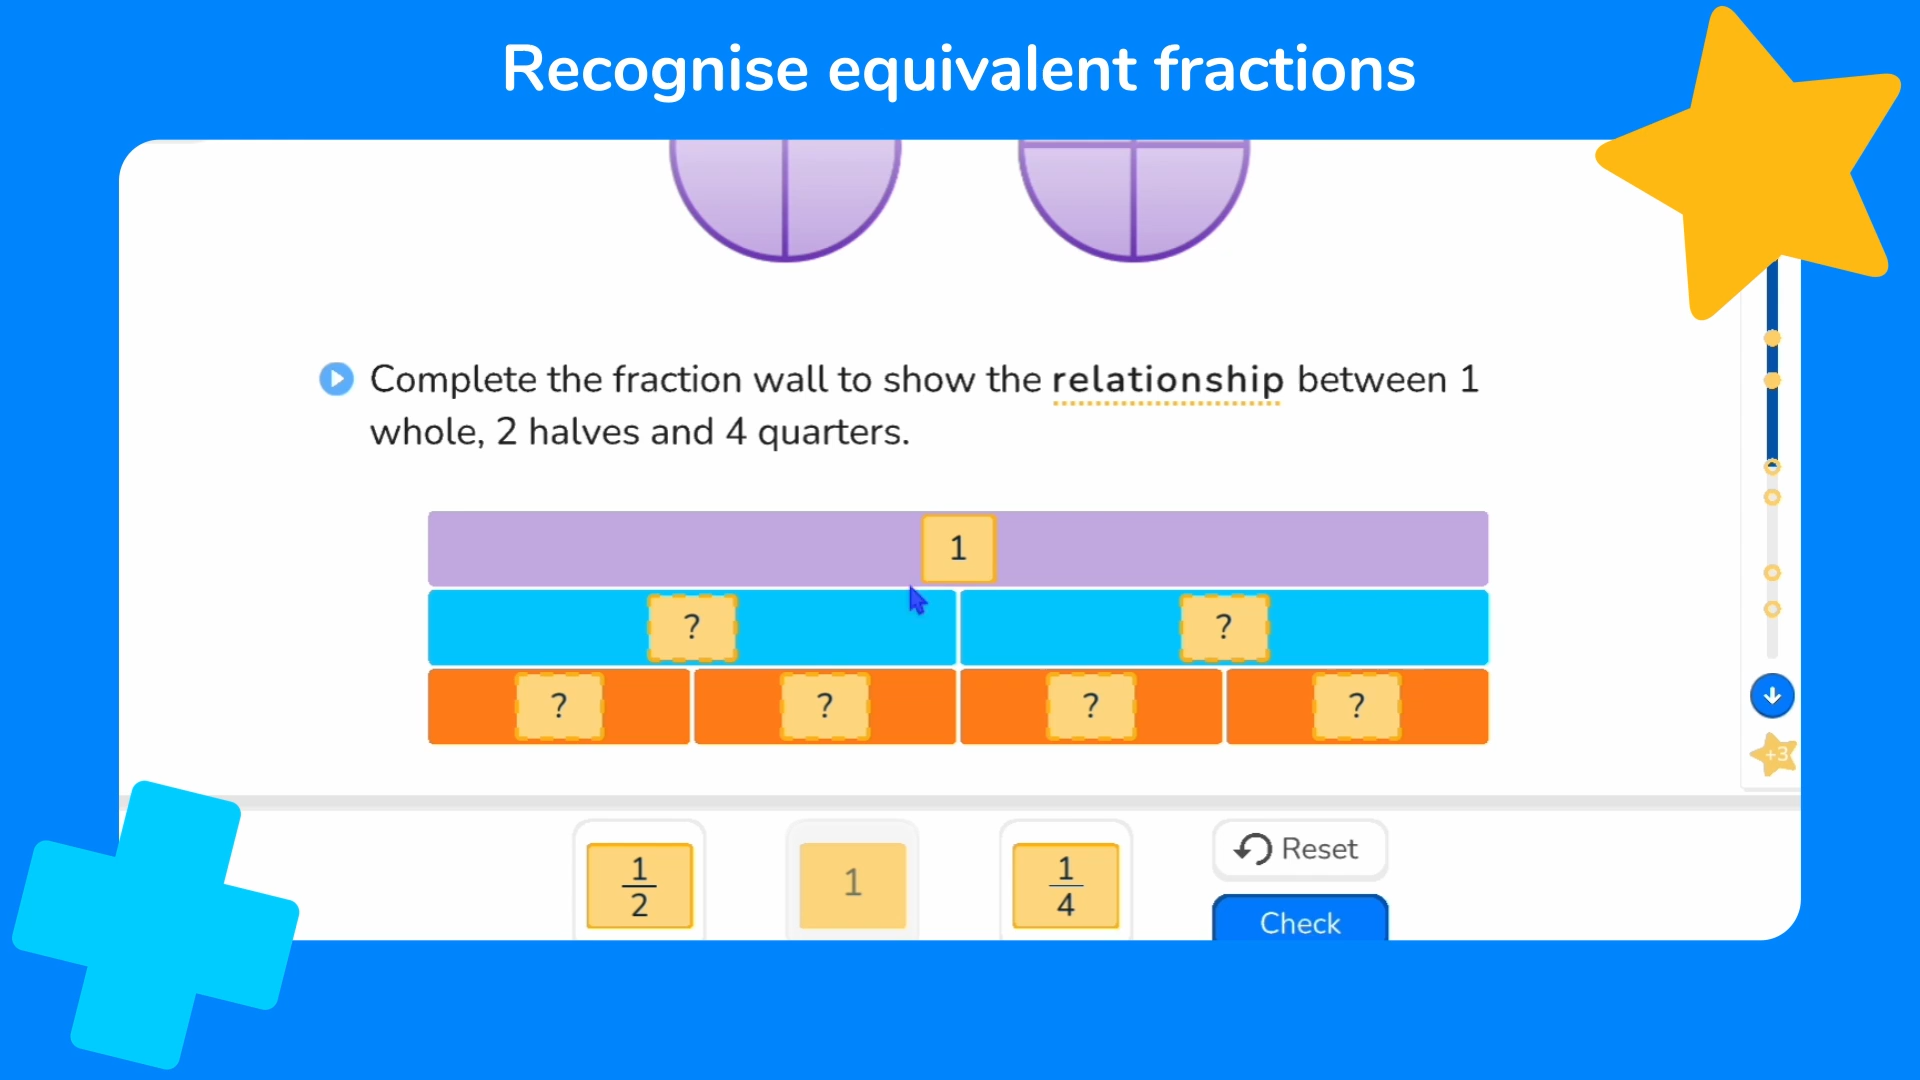 Recognise equivalent fractions
Complete the fraction wall to show the relationship between 1
whole, 2 halves and 4 quarters.
1
? ?
? ? ? ?
+3
1/2 1 1/4
Reset
Check